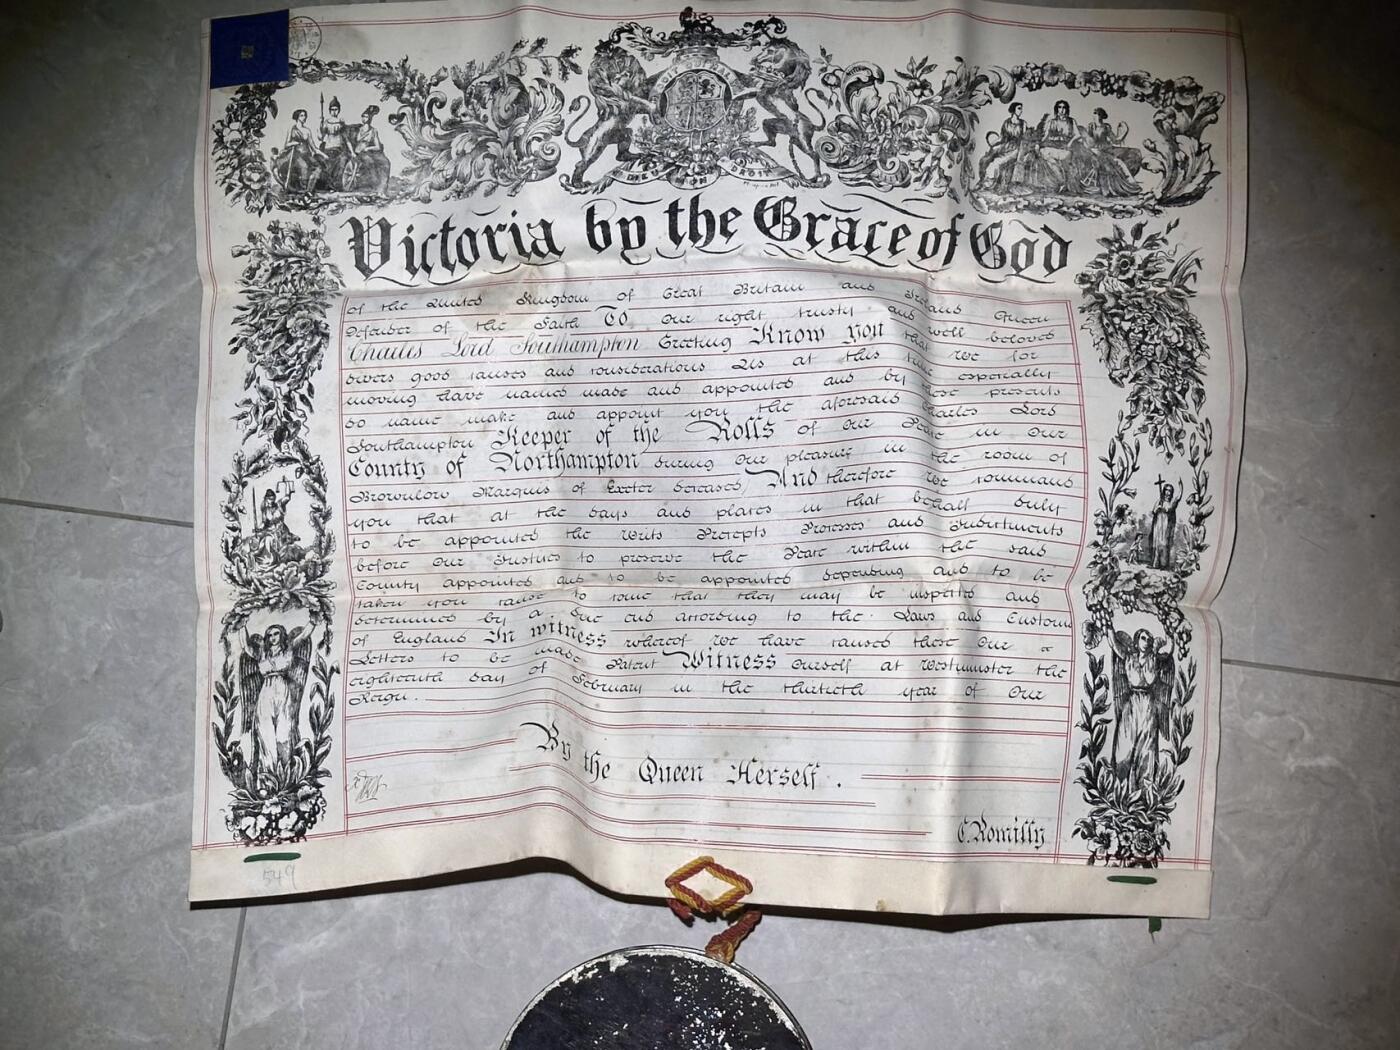 DIEU ET MON DROIT
Victoria by the Grace of God
of the United Kingdom of Great Britain and Ireland Queen
Defender of the Faith To Our right trusty and well beloved
Charles Lord Southampton Greeting Know You that We for
divers good causes and considerations Us at this time especially
moving have named made and appointed and by these presents
do name make and appoint you the aforesaid Charles Lord
Southampton Keeper of the Rolls of Our Peace in Our
County of Northampton during Our pleasure in the room of
Brownlow Marquis of Exeter deceased And therefore We command
you that at the days and places in that behalf duly
to be appointed the Writs Precepts Processes and Indictments
before Our Justices to preserve the Peace within the said
County appointed and to be appointed depending and to be
taken you cause to come that they may be inspected and
determined by a due end according to the Laws and Customs
of England In witness whereof We have caused these Our
Letters to be made Patent Witness Ourself at Westminster the
eighteenth day of February in the thirtieth year of Our
Reign.
By the Queen Herself.
C. Romilly
549